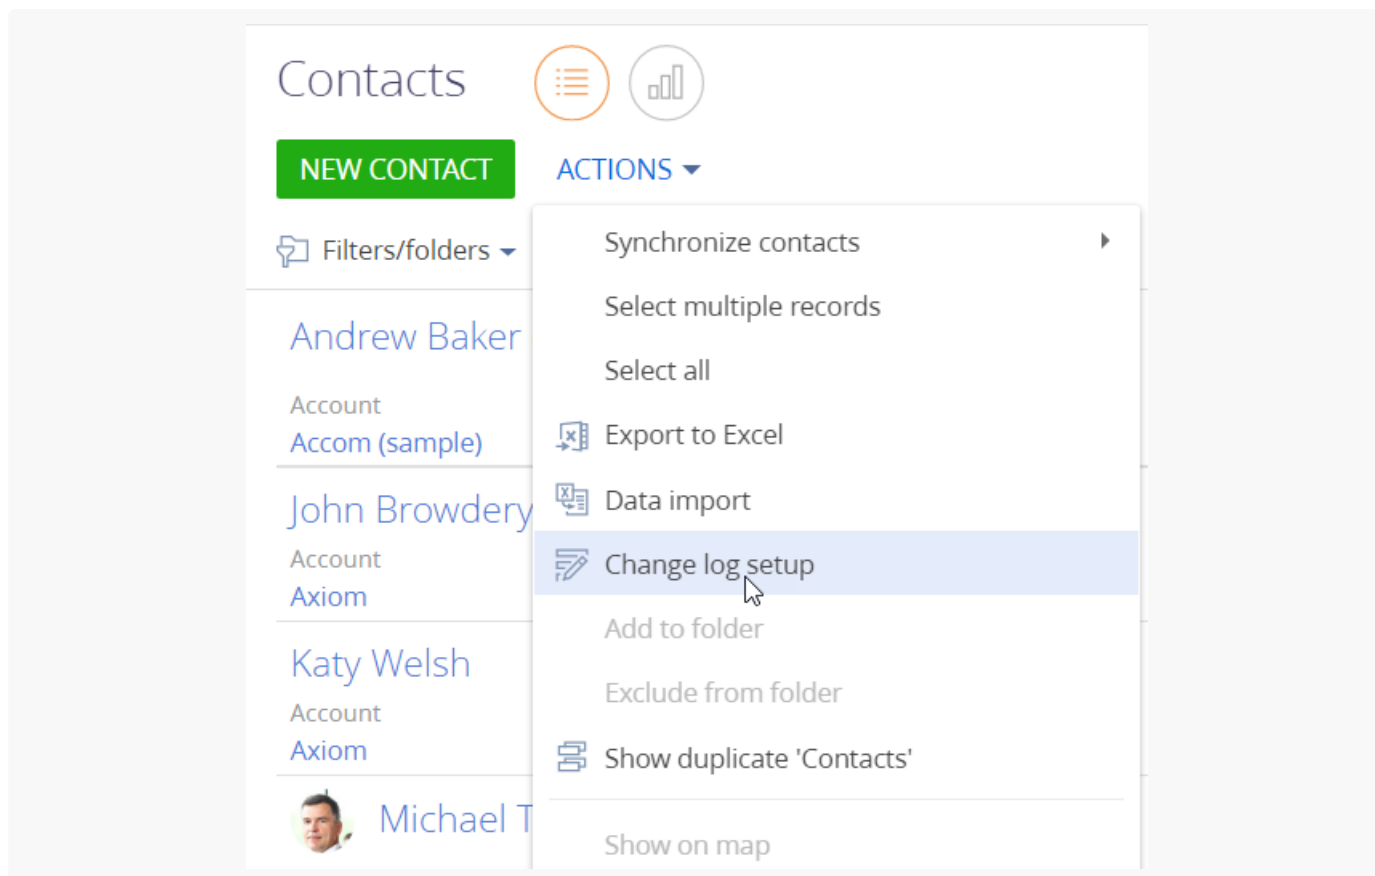 Contacts
NEW CONTACT
ACTIONS
Filters/folders
Synchronize contacts
Select multiple records
Select all
Export to Excel
Data import
Change log setup
Add to folder
Exclude from folder
Show duplicate 'Contacts'
Show on map
Andrew Baker
Account
Accom (sample)
John Browdery
Account
Axiom
Katy Welsh
Account
Axiom
Michael T